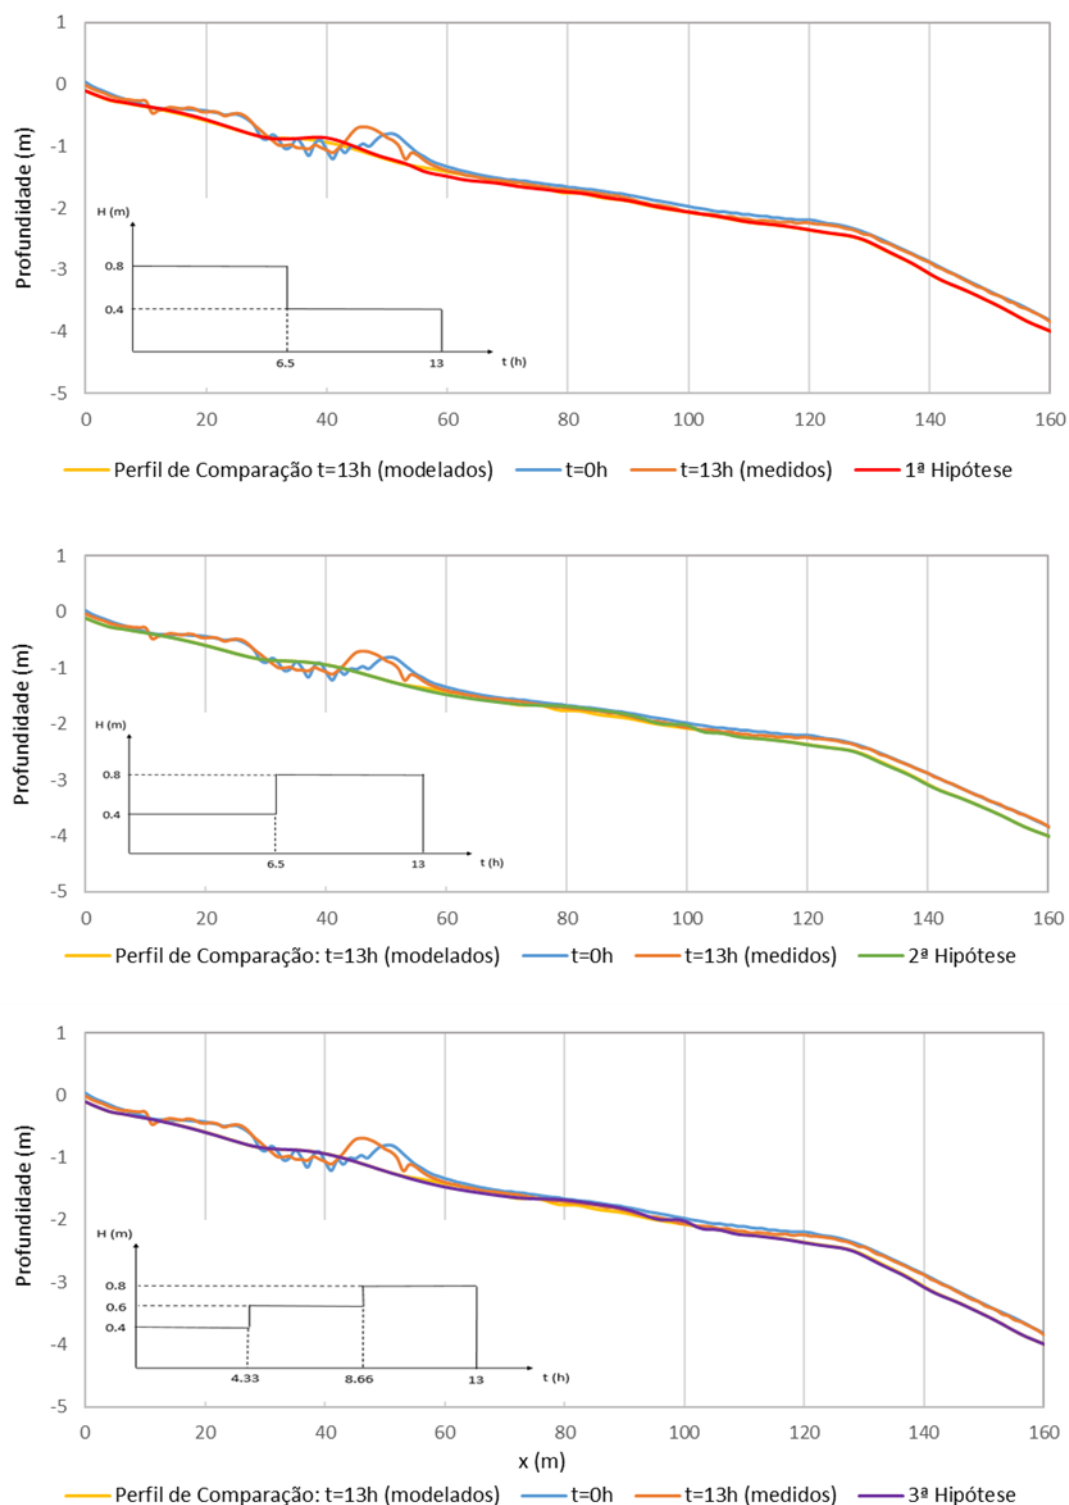 1
0
-1
-2
-3
-4
-5
Profundidade (m)
H (m)
0.8
0.4
6.5
13
t (h)
0 20 40 60 80 100 120 140 160
Perfil de Comparação t=13h (modelados) t=0h t=13h (medidos) 1ª Hipótese
1
0
-1
-2
-3
-4
-5
Profundidade (m)
H (m)
0.8
0.4
6.5
13
t (h)
0 20 40 60 80 100 120 140 160
Perfil de Comparação: t=13h (modelados) t=0h t=13h (medidos) 2ª Hipótese
1
0
-1
-2
-3
-4
-5
Profundidade (m)
H (m)
0.8
0.6
0.4
4.33
8.66
13
t (h)
0 20 40 60 80 100 120 140 160
x (m)
Perfil de Comparação: t=13h (modelados) t=0h t=13h (medidos) 3ª Hipótese